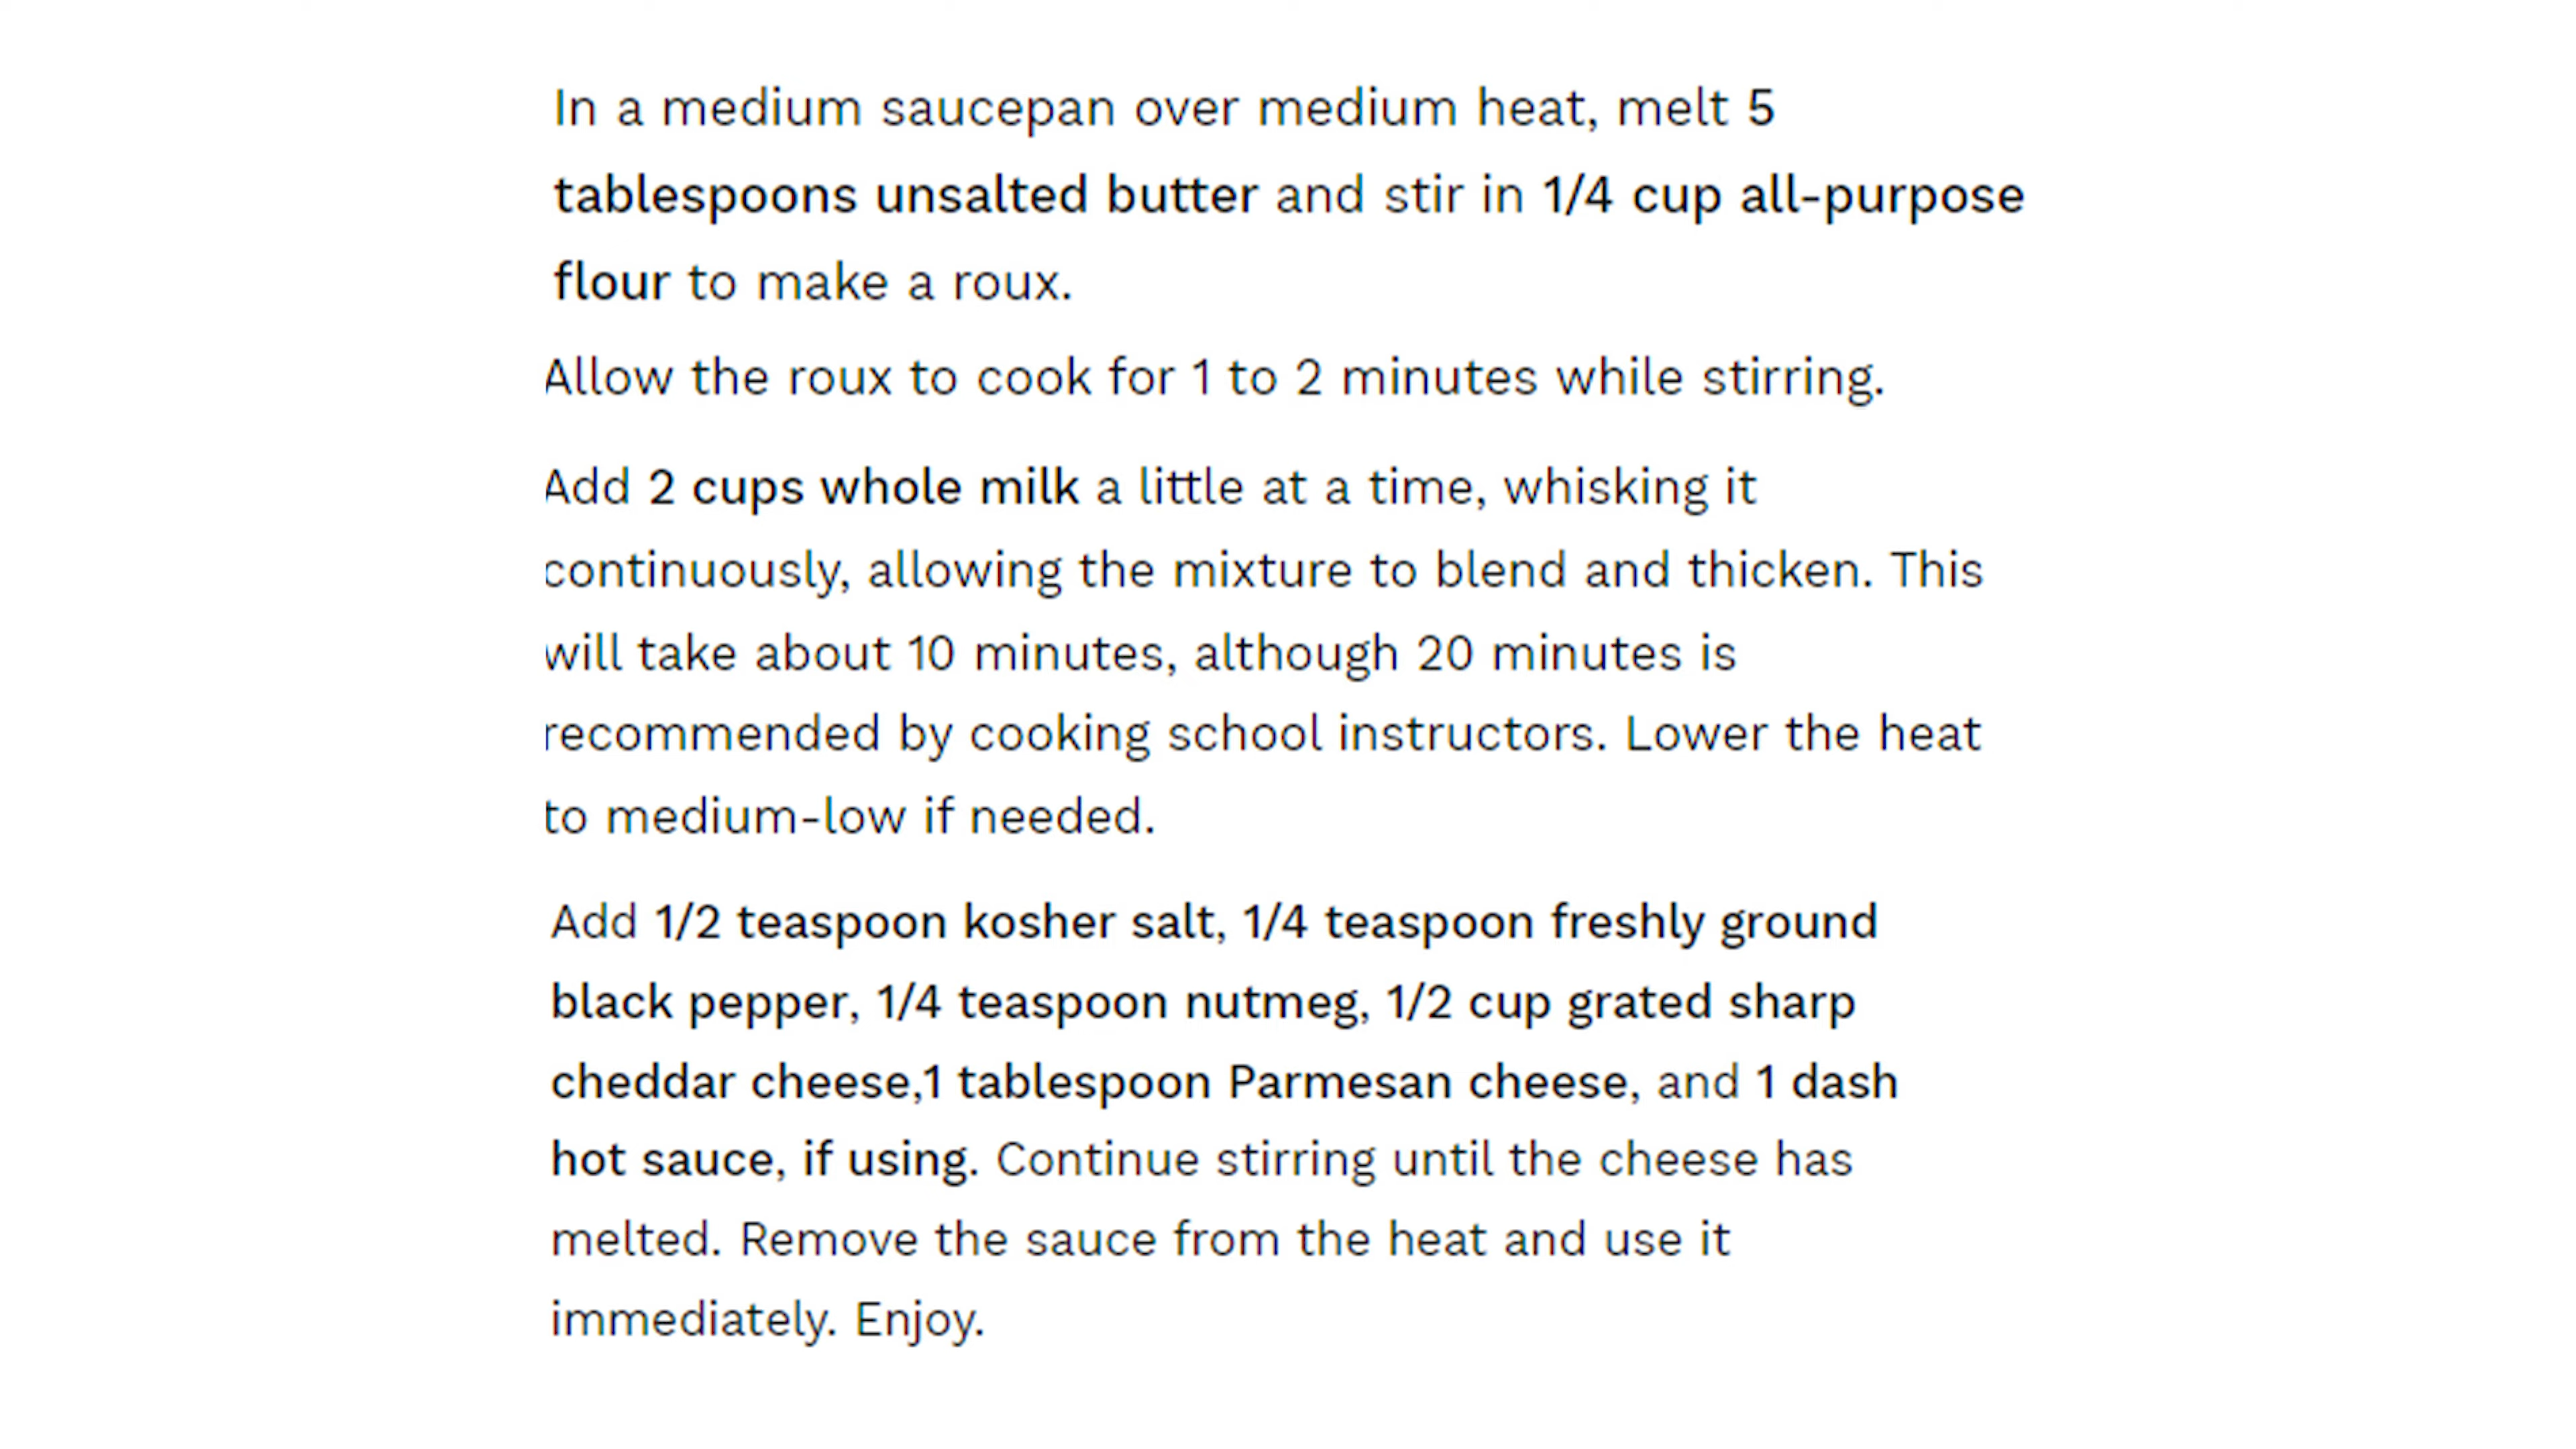 In a medium saucepan over medium heat, melt 5
tablespoons unsalted butter and stir in 1/4 cup all-purpose
flour to make a roux.
Allow the roux to cook for 1 to 2 minutes while stirring.
Add 2 cups whole milk a little at a time, whisking it
continuously, allowing the mixture to blend and thicken. This
will take about 10 minutes, although 20 minutes is
recommended by cooking school instructors. Lower the heat
to medium-low if needed.
Add 1/2 teaspoon kosher salt, 1/4 teaspoon freshly ground
black pepper, 1/4 teaspoon nutmeg, 1/2 cup grated sharp
cheddar cheese,1 tablespoon Parmesan cheese, and 1 dash
hot sauce, if using. Continue stirring until the cheese has
melted. Remove the sauce from the heat and use it
immediately. Enjoy.